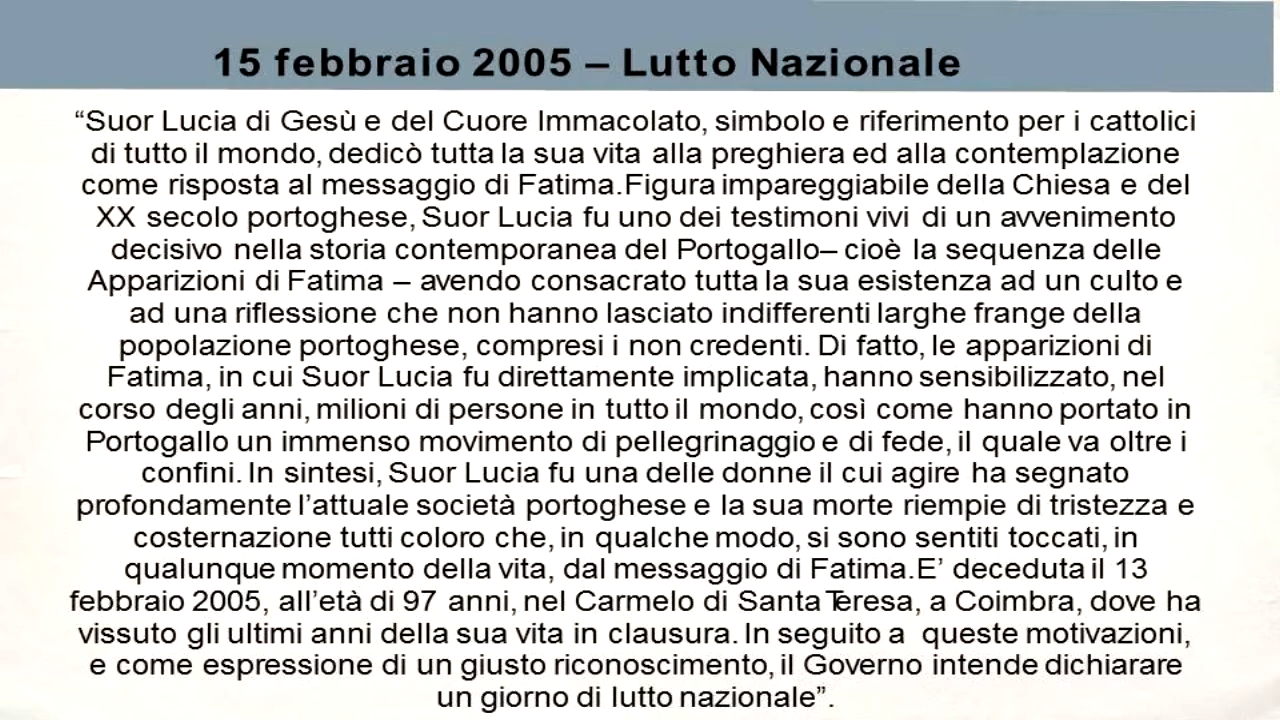 15 febbraio 2005 – Lutto Nazionale
“Suor Lucia di Gesù e del Cuore Immacolato, simbolo e riferimento per i cattolici
di tutto il mondo, dedicò tutta la sua vita alla preghiera ed alla contemplazione
come risposta al messaggio di Fatima.Figura impareggiabile della Chiesa e del
XX secolo portoghese, Suor Lucia fu uno dei testimoni vivi di un avvenimento
decisivo nella storia contemporanea del Portogallo– cioè la sequenza delle
Apparizioni di Fatima – avendo consacrato tutta la sua esistenza ad un culto e
ad una riflessione che non hanno lasciato indifferenti larghe frange della
popolazione portoghese, compresi i non credenti. Di fatto, le apparizioni di
Fatima, in cui Suor Lucia fu direttamente implicata, hanno sensibilizzato, nel
corso degli anni, milioni di persone in tutto il mondo, così come hanno portato in
Portogallo un immenso movimento di pellegrinaggio e di fede, il quale va oltre i
confini. In sintesi, Suor Lucia fu una delle donne il cui agire ha segnato
profondamente l’attuale società portoghese e la sua morte riempie di tristezza e
costernazione tutti coloro che, in qualche modo, si sono sentiti toccati, in
qualunque momento della vita, dal messaggio di Fatima.E’ deceduta il 13
febbraio 2005, all’età di 97 anni, nel Carmelo di Santa Teresa, a Coimbra, dove ha
vissuto gli ultimi anni della sua vita in clausura. In seguito a queste motivazioni,
e come espressione di un giusto riconoscimento, il Governo intende dichiarare
un giorno di lutto nazionale”.